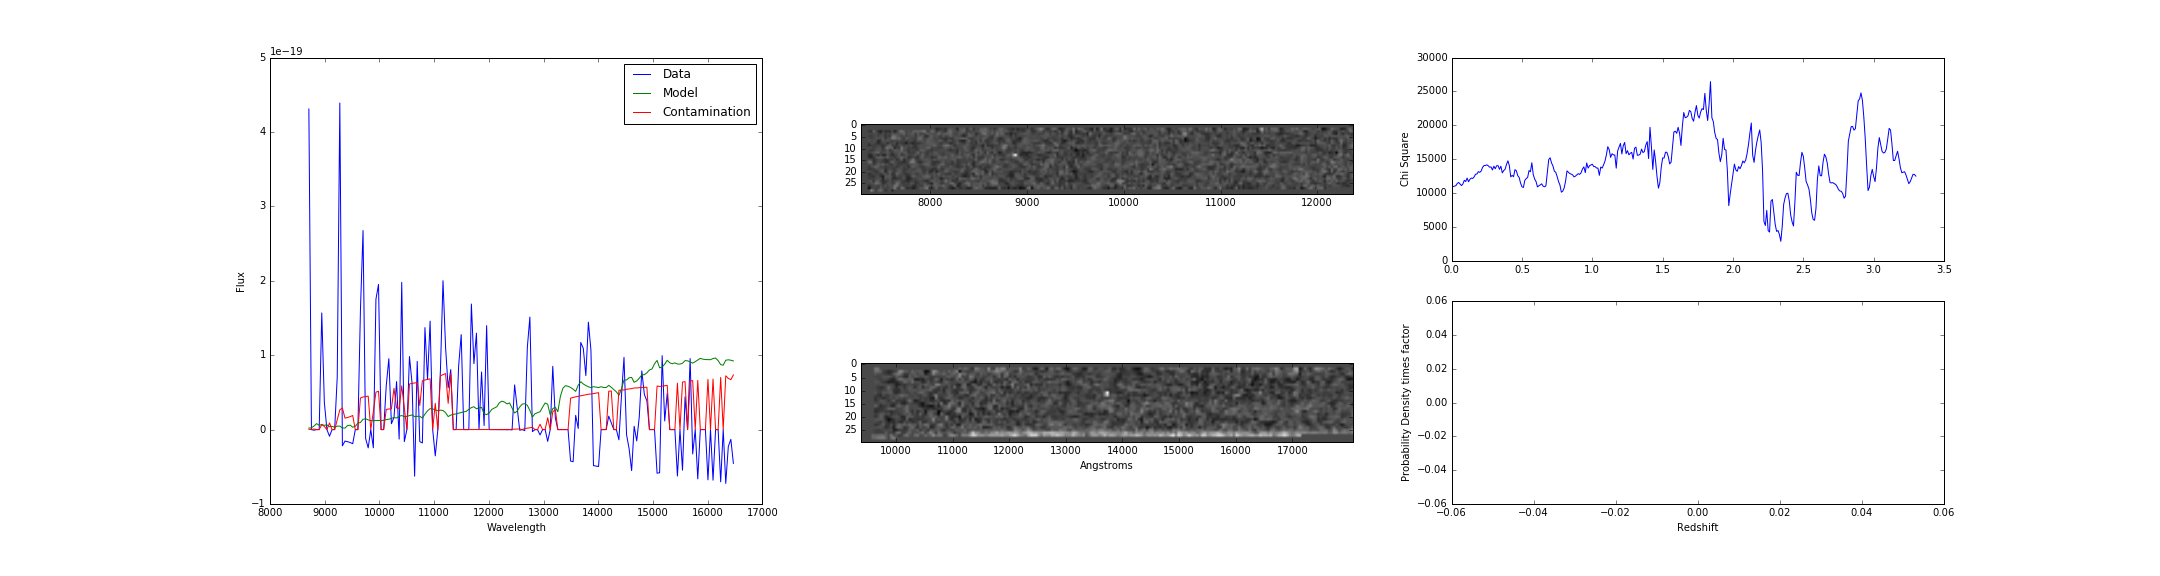 1e−19
5
4
3
2
1
0
−1
8000 9000 10000 11000 12000 13000 14000 15000 16000 17000
Wavelength
Flux
Data
Model
Contamination
0
5
10
15
20
25
8000 9000 10000 11000 12000
0
5
10
15
20
25
10000 11000 12000 13000 14000 15000 16000 17000
Angstroms
30000
25000
20000
15000
10000
5000
0
0.0 0.5 1.0 1.5 2.0 2.5 3.0 3.5
Chi Square
0.06
0.04
0.02
0.00
−0.02
−0.04
−0.06
−0.06 −0.04 −0.02 0.00 0.02 0.04 0.06
Redshift
Probability Density times factor